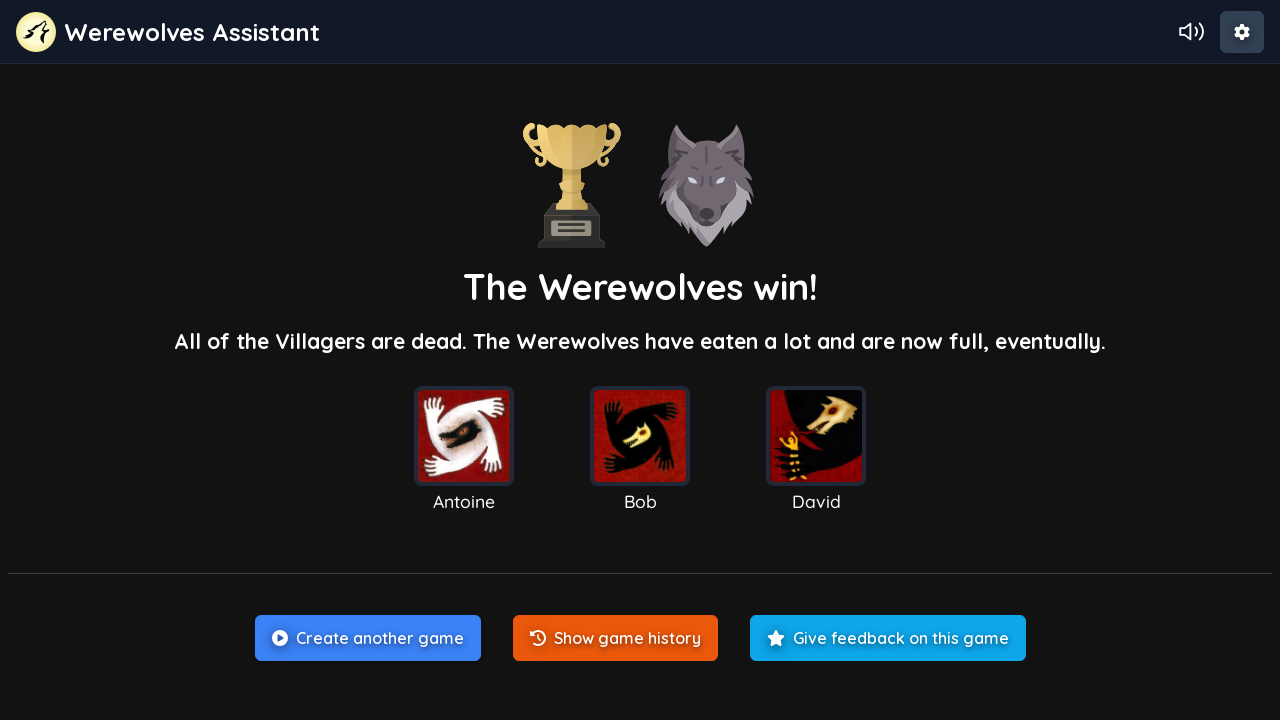 Werewolves Assistant
The Werewolves win!
All of the Villagers are dead. The Werewolves have eaten a lot and are now full, eventually.
Antoine
Bob
David
Create another game
Show game history
Give feedback on this game